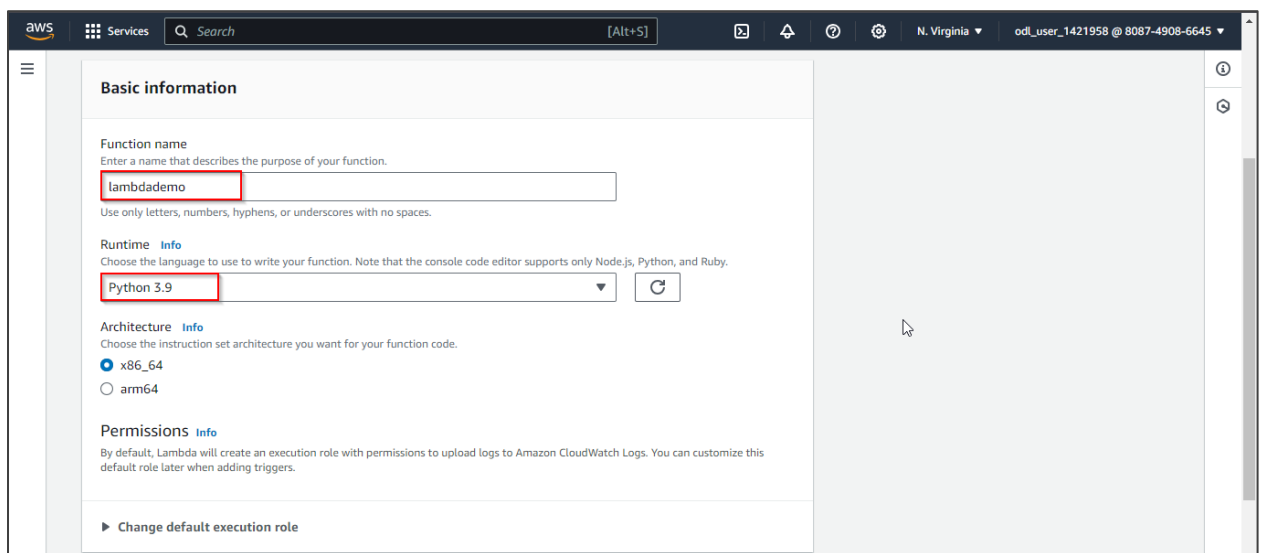 aws
Services
Search
[Alt+S]
N. Virginia
odl_user_1421958 @ 8087-4908-6645
Basic information
Function name
Enter a name that describes the purpose of your function.
lambdademo
Use only letters, numbers, hyphens, or underscores with no spaces.
Runtime Info
Choose the language to use to write your function. Note that the console code editor supports only Node.js, Python, and Ruby.
Python 3.9
Architecture Info
Choose the instruction set architecture you want for your function code.
x86_64
arm64
Permissions Info
By default, Lambda will create an execution role with permissions to upload logs to Amazon CloudWatch Logs. You can customize this
default role later when adding triggers.
Change default execution role